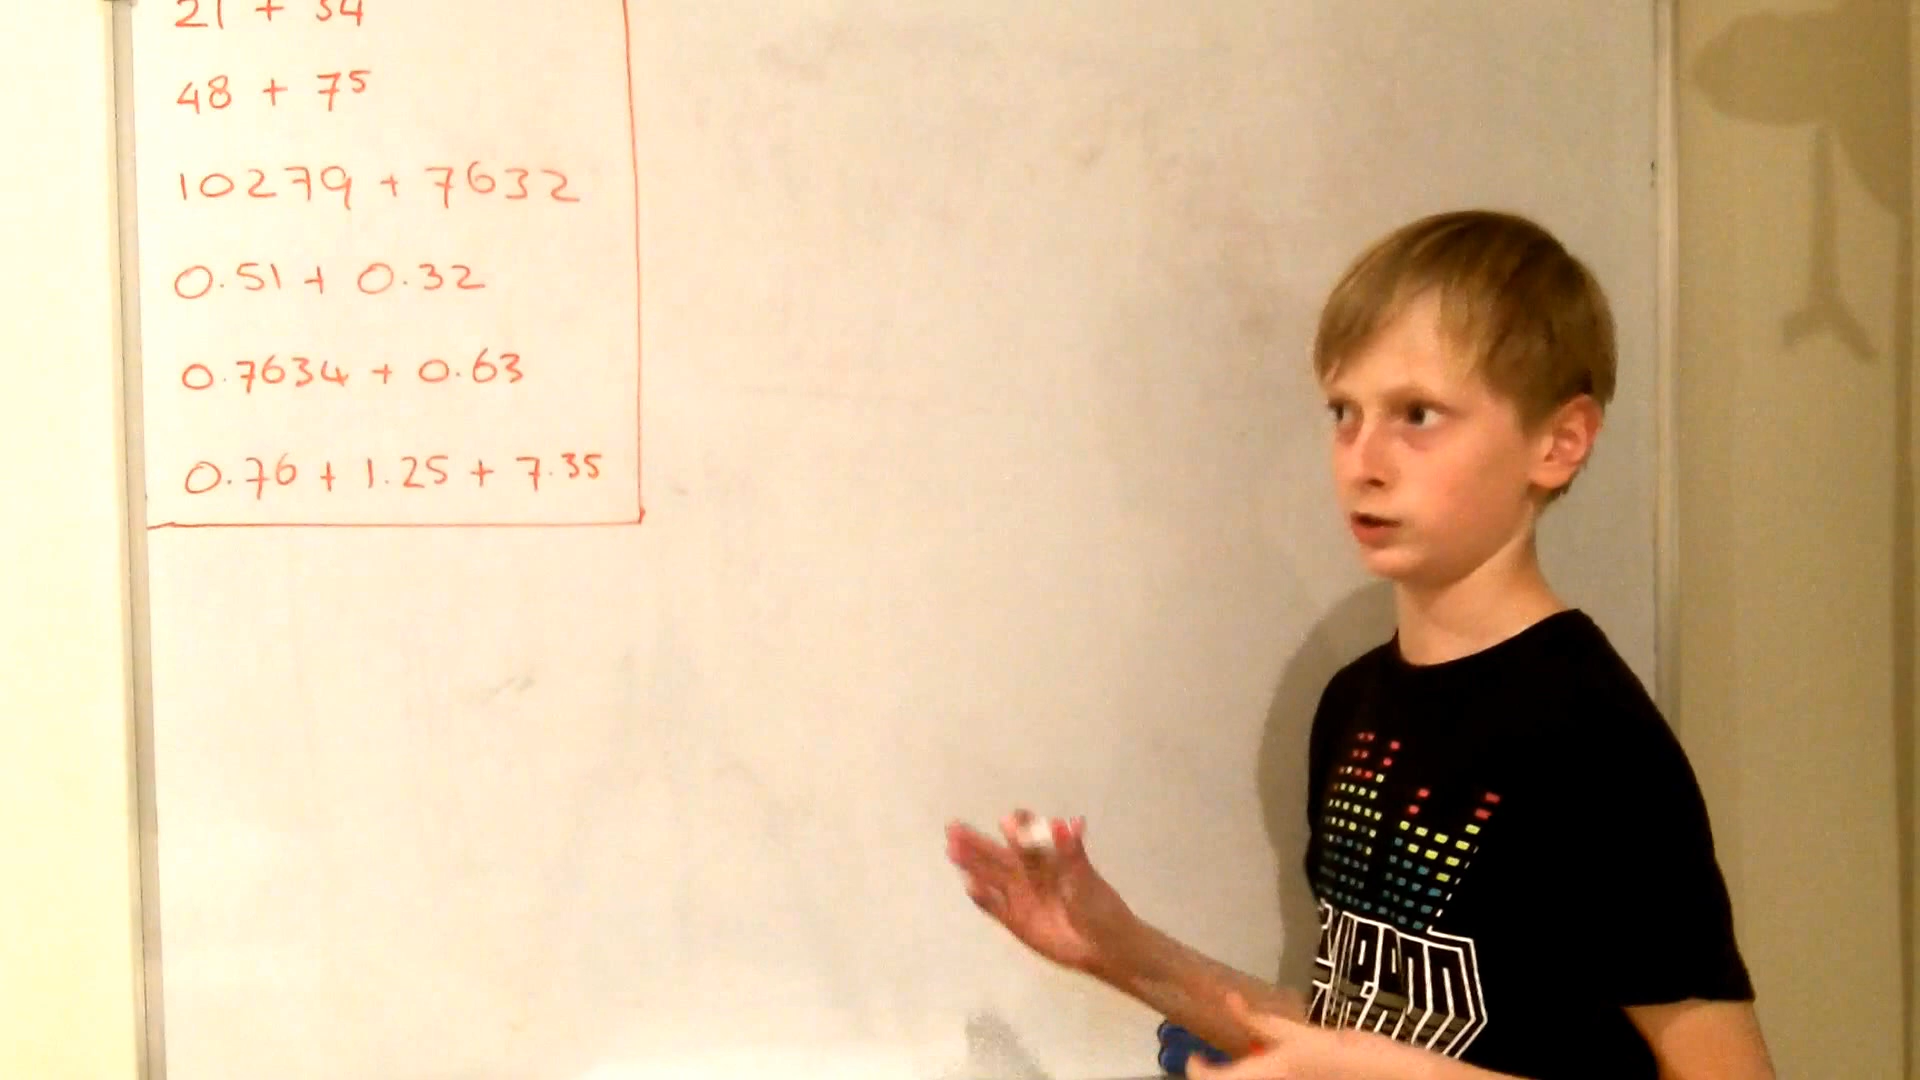 21 + 34
48 + 75
10279 + 7632
0.51 + 0.32
0.7634 + 0.63
0.76 + 1.25 + 7.35